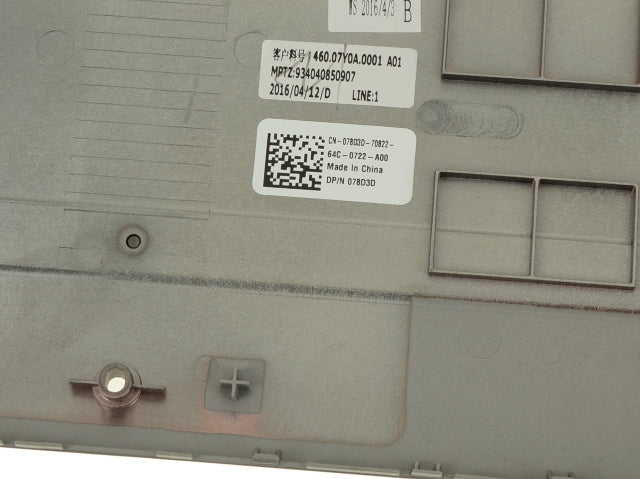 MS 2016/4/3 B
客户料号: 460.07Y0A.0001 A01
MPTZ:934040850907
2016/04/12/D LINE:1
CN-078D3D-70822-
64C-0722-A00
Made In China
DP/N 078D3D